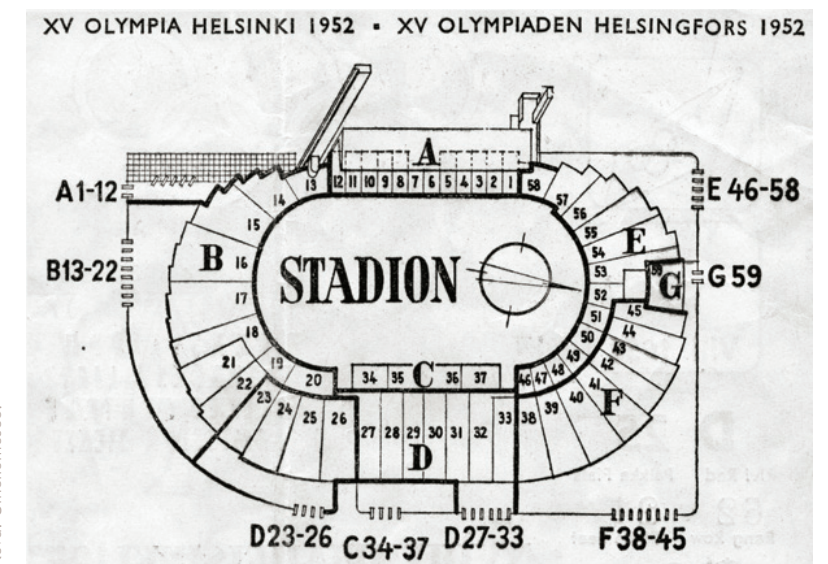 XV OLYMPIA HELSINKI 1952 • XV OLYMPIADEN HELSINGFORS 1952
A
13 12 11 10 9 8 7 6 5 4 3 2 1 58
A 1-12
14
57
E 46-58
56
15
55
E
B
16
54
B13-22
STADION
53
59
G
G 59
17
52
45
51
44
18
50
43
21
19
49
42
22
20
34 35 C 36 37
46 47 48
41
F
23
40
24
39
25
26
27 28 29 30 31 32 33 38
D
D23-26
C34-37
D27-33
F38-45